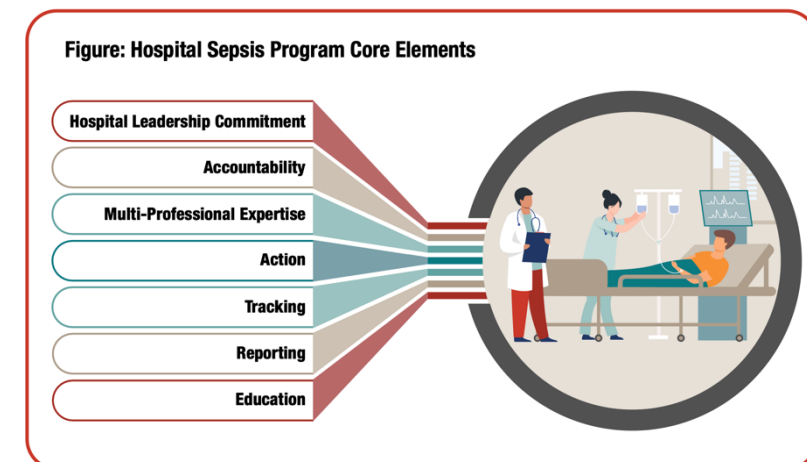 Figure: Hospital Sepsis Program Core Elements
Hospital Leadership Commitment
Accountability
Multi-Professional Expertise
Action
Tracking
Reporting
Education